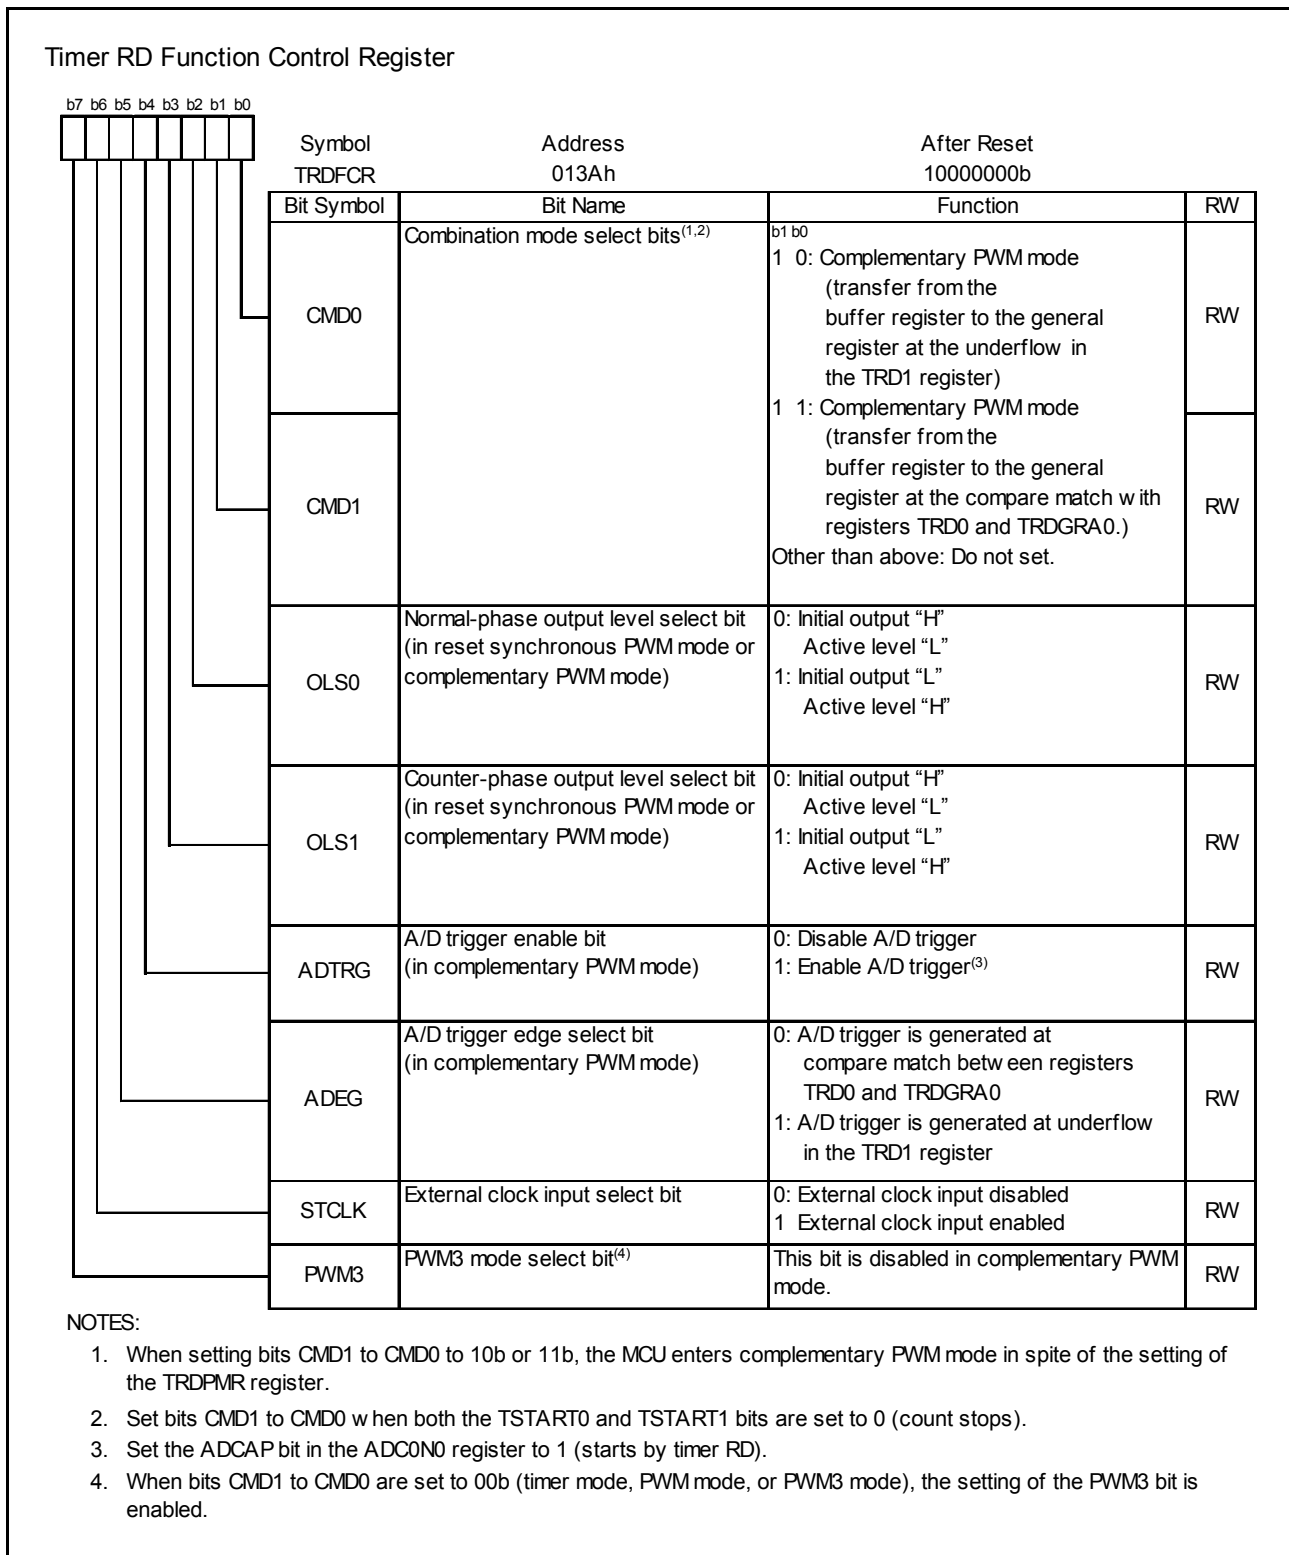 Timer RD Function Control Register
b7 b6 b5 b4 b3 b2 b1 b0
Symbol Address After Reset
TRDFCR 013Ah 10000000b
Bit Symbol Bit Name Function RW
CMD0
CMD1
Combination mode select bits(1,2)
b1 b0
1 0: Complementary PWM mode
(transfer from the
buffer register to the general
register at the underflow in
the TRD1 register)
1 1: Complementary PWM mode
(transfer from the
buffer register to the general
register at the compare match with
registers TRD0 and TRDGRA0.)
Other than above: Do not set.
RW
RW
OLS0
Normal-phase output level select bit
(in reset synchronous PWM mode or
complementary PWM mode)
0: Initial output “H”
Active level “L”
1: Initial output “L”
Active level “H”
RW
OLS1
Counter-phase output level select bit
(in reset synchronous PWM mode or
complementary PWM mode)
0: Initial output “H”
Active level “L”
1: Initial output “L”
Active level “H”
RW
ADTRG
A/D trigger enable bit
(in complementary PWM mode)
0: Disable A/D trigger
1: Enable A/D trigger(3)
RW
ADEG
A/D trigger edge select bit
(in complementary PWM mode)
0: A/D trigger is generated at
compare match between registers
TRD0 and TRDGRA0
1: A/D trigger is generated at underflow
in the TRD1 register
RW
STCLK
External clock input select bit
0: External clock input disabled
1 External clock input enabled
RW
PWM3
PWM3 mode select bit(4)
This bit is disabled in complementary PWM
mode.
RW
NOTES:
1. When setting bits CMD1 to CMD0 to 10b or 11b, the MCU enters complementary PWM mode in spite of the setting of
the TRDPMR register.
2. Set bits CMD1 to CMD0 when both the TSTART0 and TSTART1 bits are set to 0 (count stops).
3. Set the ADCAP bit in the ADC0N0 register to 1 (starts by timer RD).
4. When bits CMD1 to CMD0 are set to 00b (timer mode, PWM mode, or PWM3 mode), the setting of the PWM3 bit is
enabled.